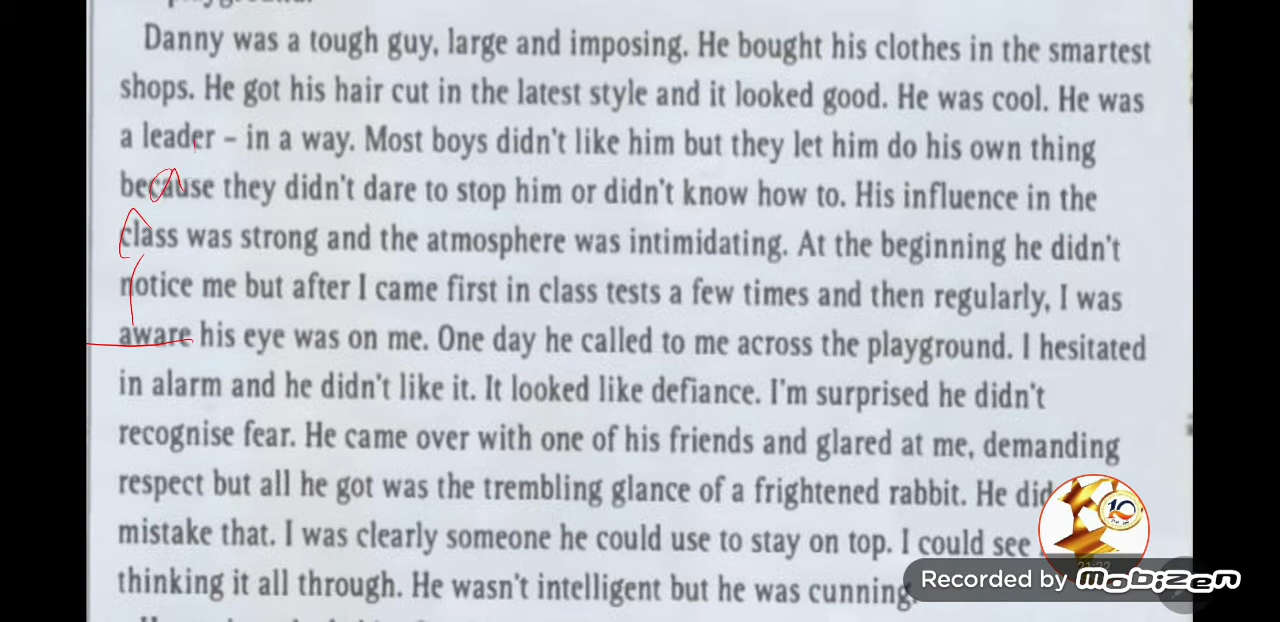 playground.
Danny was a tough guy, large and imposing. He bought his clothes in the smartest
shops. He got his hair cut in the latest style and it looked good. He was cool. He was
a leader – in a way. Most boys didn't like him but they let him do his own thing
because they didn't dare to stop him or didn't know how to. His influence in the
class was strong and the atmosphere was intimidating. At the beginning he didn't
notice me but after I came first in class tests a few times and then regularly, I was
aware his eye was on me. One day he called to me across the playground. I hesitated
in alarm and he didn't like it. It looked like defiance. I'm surprised he didn't
recognise fear. He came over with one of his friends and glared at me, demanding
respect but all he got was the trembling glance of a frightened rabbit. He did
mistake that. I was clearly someone he could use to stay on top. I could see
thinking it all through. He wasn't intelligent but he was cunning.
10
21:22
Recorded by mobizen